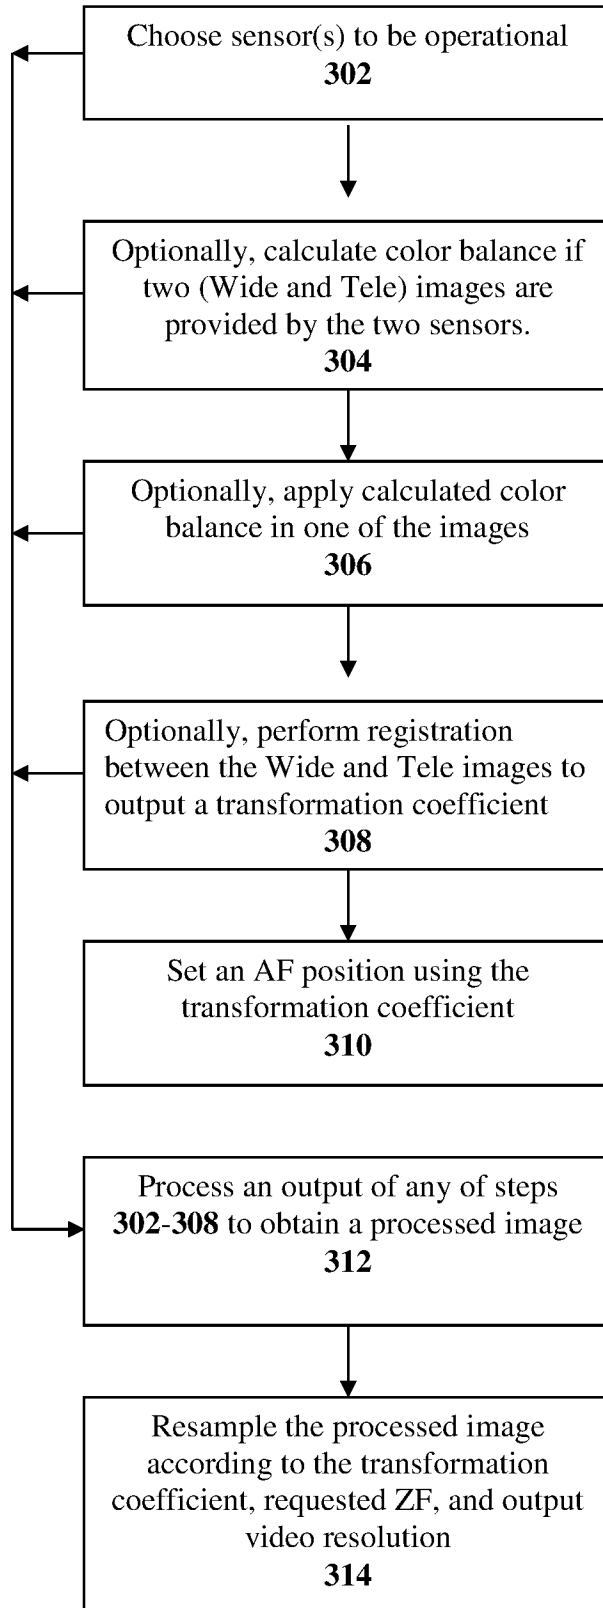 Choose sensor(s) to be operational
302
Optionally, calculate color balance if
two (Wide and Tele) images are
provided by the two sensors.
304
Optionally, apply calculated color
balance in one of the images
306
Optionally, perform registration
between the Wide and Tele images to
output a transformation coefficient
308
Set an AF position using the
transformation coefficient
310
Process an output of any of steps
302-308 to obtain a processed image
312
Resample the processed image
according to the transformation
coefficient, requested ZF, and output
video resolution
314